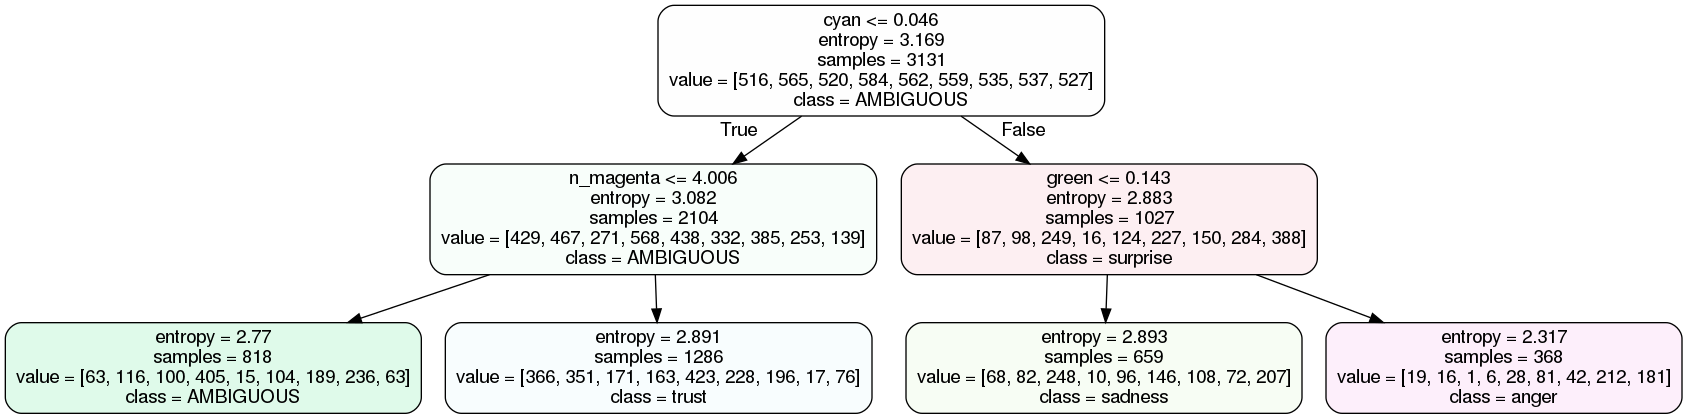 cyan <= 0.046
entropy = 3.169
samples = 3131
value = [516, 565, 520, 584, 562, 559, 535, 537, 527]
class = AMBIGUOUS
True
False
n_magenta <= 4.006
entropy = 3.082
samples = 2104
value = [429, 467, 271, 568, 438, 332, 385, 253, 139]
class = AMBIGUOUS
green <= 0.143
entropy = 2.883
samples = 1027
value = [87, 98, 249, 16, 124, 227, 150, 284, 388]
class = surprise
entropy = 2.77
samples = 818
value = [63, 116, 100, 405, 15, 104, 189, 236, 63]
class = AMBIGUOUS
entropy = 2.891
samples = 1286
value = [366, 351, 171, 163, 423, 228, 196, 17, 76]
class = trust
entropy = 2.893
samples = 659
value = [68, 82, 248, 10, 96, 146, 108, 72, 207]
class = sadness
entropy = 2.317
samples = 368
value = [19, 16, 1, 6, 28, 81, 42, 212, 181]
class = anger